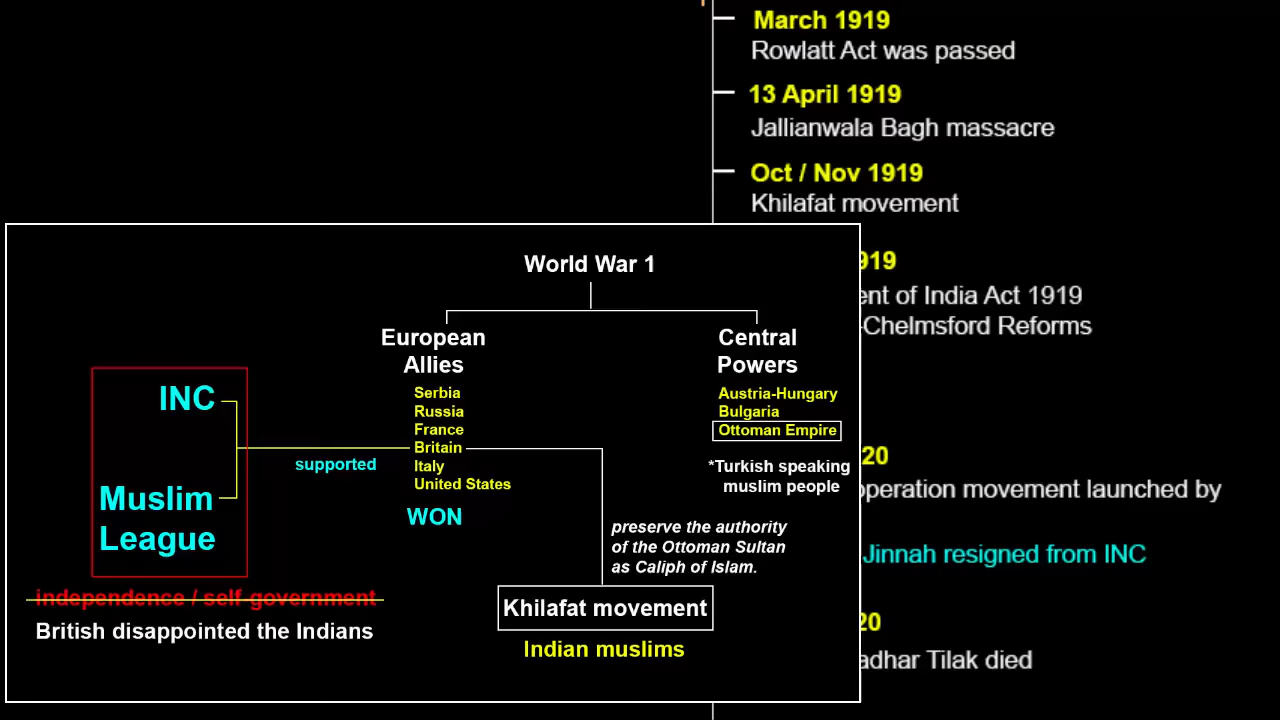 March 1919
Rowlatt Act was passed
13 April 1919
Jallianwala Bagh massacre
Oct / Nov 1919
Khilafat movement
919
ent of India Act 1919
-Chelmsford Reforms
20
operation movement launched by
Jinnah resigned from INC
20
adhar Tilak died
World War 1
European
Allies
Serbia
Russia
France
Britain
Italy
United States
WON
Central
Powers
Austria-Hungary
Bulgaria
Ottoman Empire
*Turkish speaking
muslim people
INC
Muslim
League
supported
independence / self-government
British disappointed the Indians
preserve the authority
of the Ottoman Sultan
as Caliph of Islam.
Khilafat movement
Indian muslims